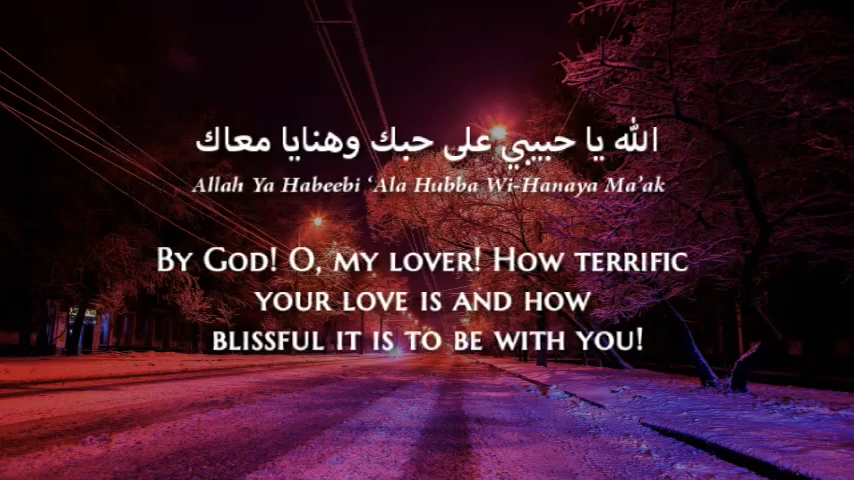 الله يا حبيبي على حبك وهنايا معاك
Allah Ya Habeebi ‘Ala Hubba Wi-Hanaya Ma’ak
By God! O, my lover! How terrific
your love is and how
blissful it is to be with you!